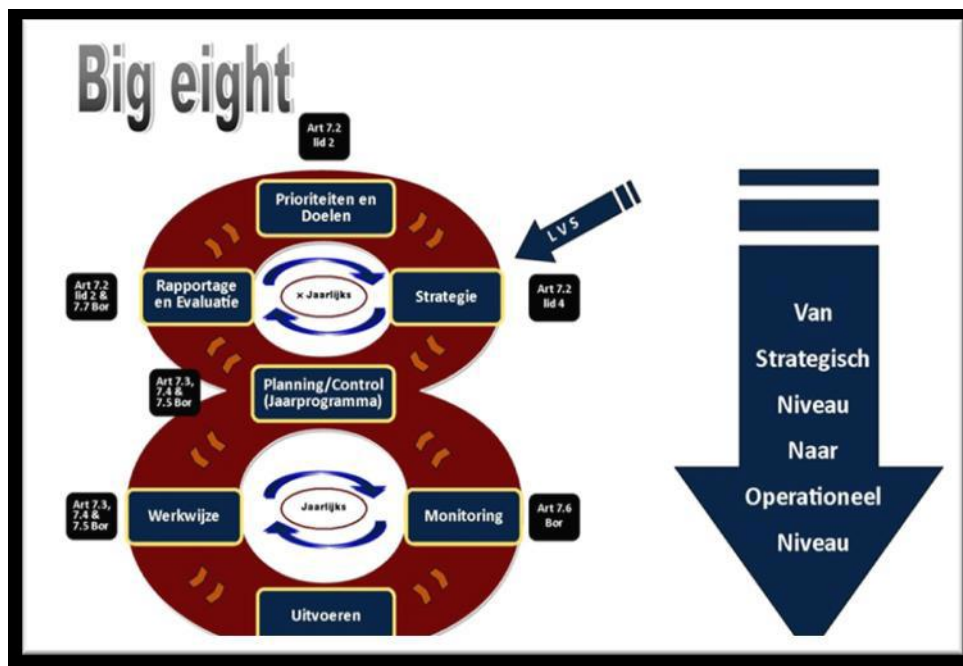 Big eight
Art 7.2
lid 2
Prioriteiten en
Doelen
LVS
Art 7.2
lid 2 &
7.7 Bor
Rapportage
en Evaluatie
x Jaarlijks
Strategie
Art 7.2
lid 4
Art 7.3,
7.4 &
7.5 Bor
Planning/Control
(Jaarprogramma)
Art 7.3,
7.4 &
7.5 Bor
Werkwijze
Jaarlijks
Monitoring
Art 7.6
Bor
Uitvoeren
Van
Strategisch
Niveau
Naar
Operationeel
Niveau